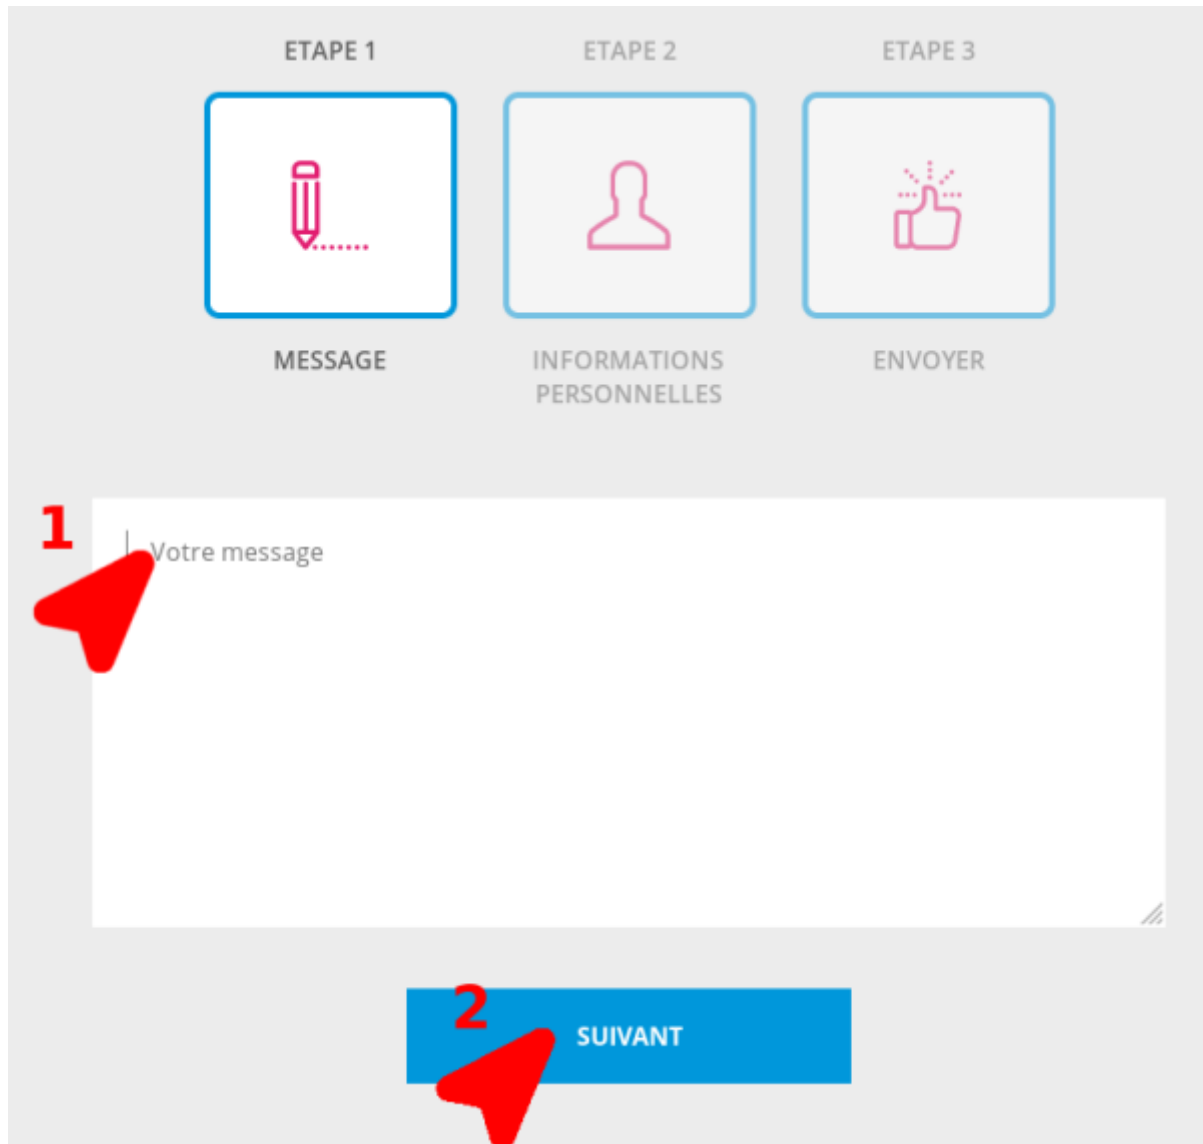 ETAPE 1
ETAPE 2
ETAPE 3
MESSAGE
INFORMATIONS
PERSONNELLES
ENVOYER
1
Votre message
2
SUIVANT